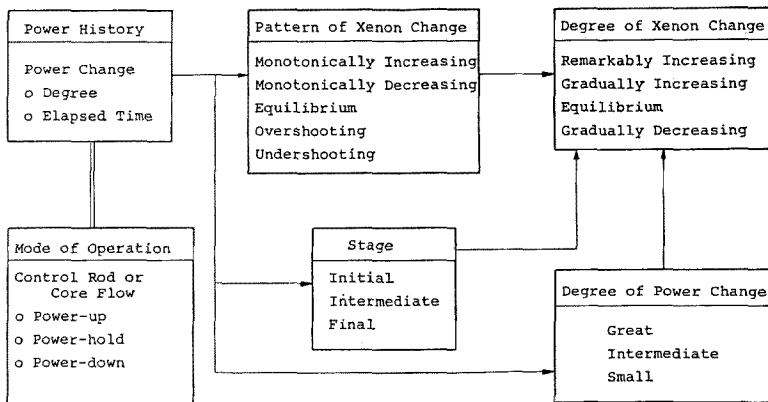 Power History
Power Change
o Degree
o Elapsed Time
Pattern of Xenon Change
Monotonically Increasing
Monotonically Decreasing
Equilibrium
Overshooting
Undershooting
Degree of Xenon Change
Remarkably Increasing
Gradually Increasing
Equilibrium
Gradually Decreasing
Mode of Operation
Control Rod or
Core Flow
o Power-up
o Power-hold
o Power-down
Stage
Initial
Intermediate
Final
Degree of Power Change
Great
Intermediate
Small